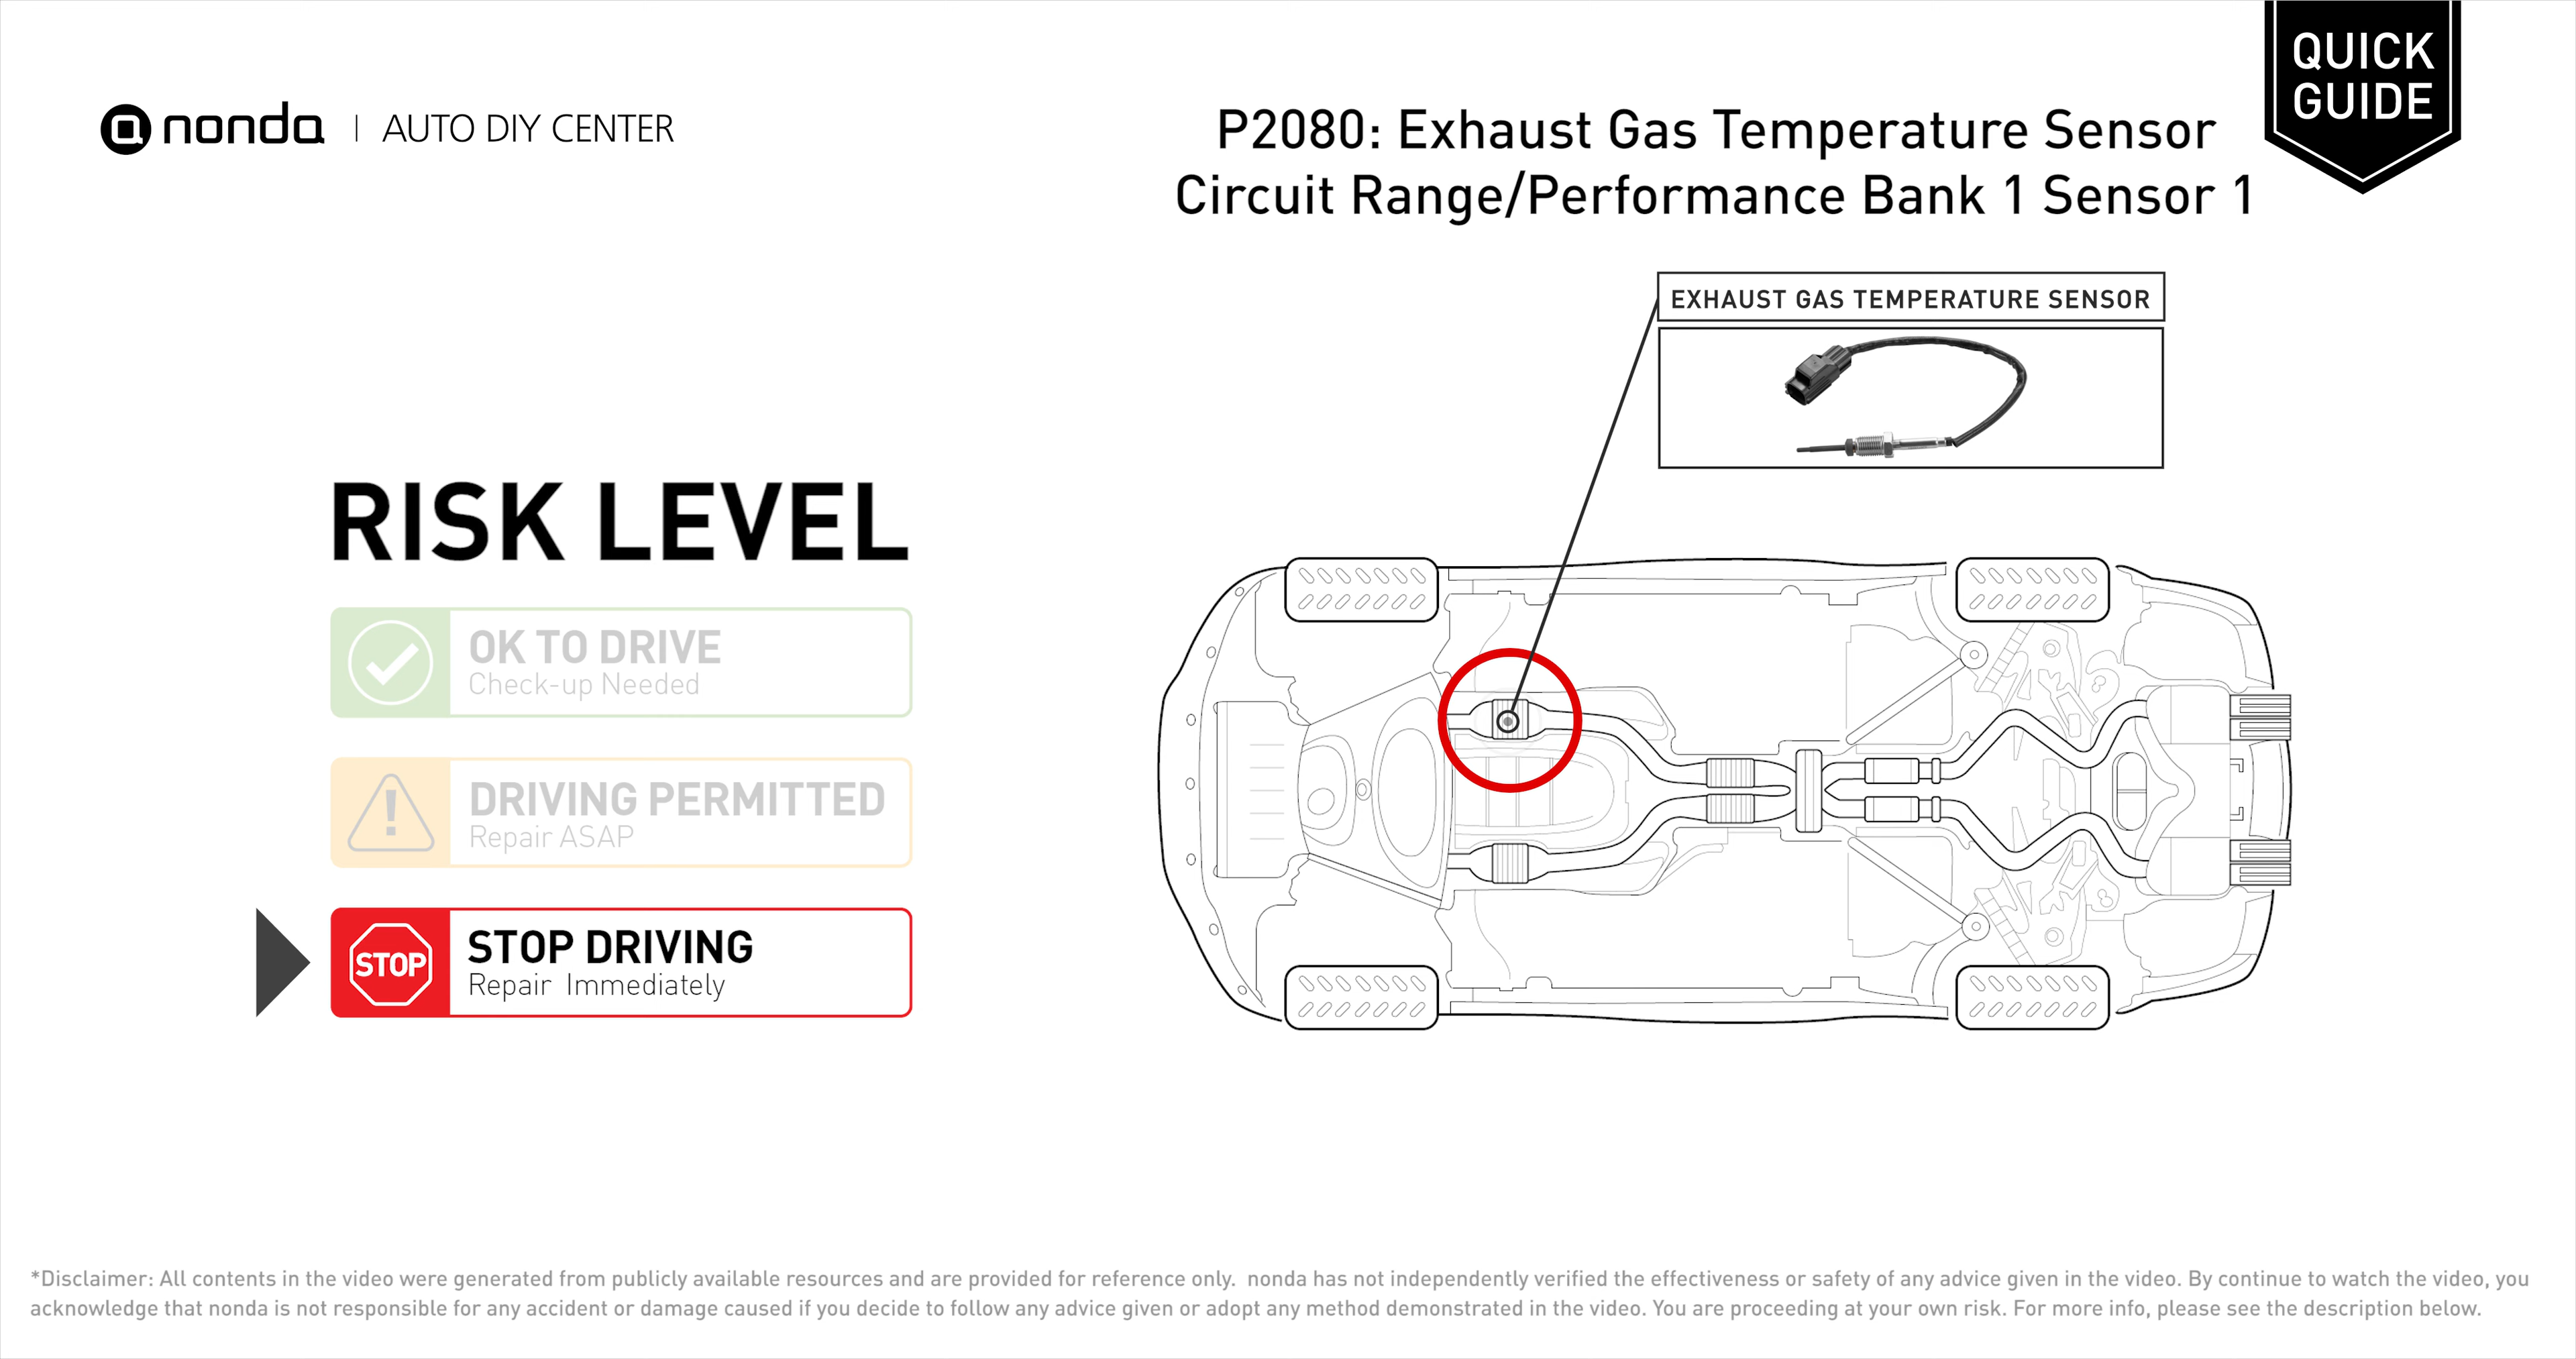 nonda | AUTO DIY CENTER
QUICK
GUIDE
P2080: Exhaust Gas Temperature Sensor
Circuit Range/Performance Bank 1 Sensor 1
EXHAUST GAS TEMPERATURE SENSOR
RISK LEVEL
OK TO DRIVE
Check-up Needed
DRIVING PERMITTED
Repair ASAP
STOP
STOP DRIVING
Repair Immediately
*Disclaimer: All contents in the video were generated from publicly available resources and are provided for reference only. nonda has not independently verified the effectiveness or safety of any advice given in the video. By continue to watch the video, you
acknowledge that nonda is not responsible for any accident or damage caused if you decide to follow any advice given or adopt any method demonstrated in the video. You are proceeding at your own risk. For more info, please see the description below.